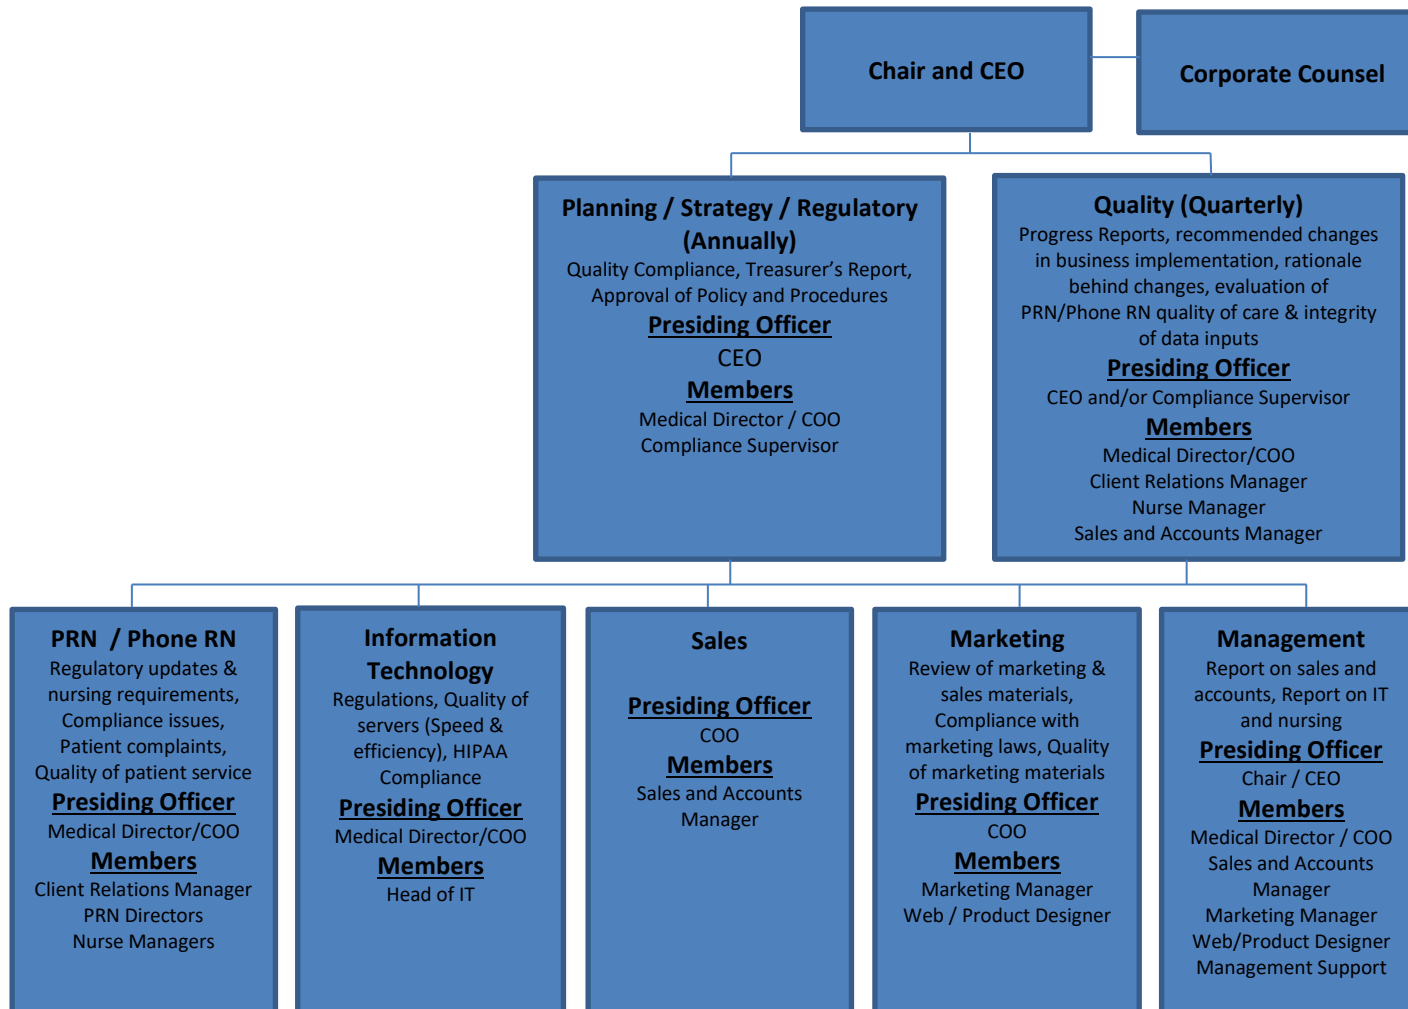 Chair and CEO
Corporate Counsel
Planning / Strategy / Regulatory
(Annually)
Quality Compliance, Treasurer’s Report,
Approval of Policy and Procedures
Presiding Officer
CEO
Members
Medical Director / COO
Compliance Supervisor
Quality (Quarterly)
Progress Reports, recommended changes
in business implementation, rationale
behind changes, evaluation of
PRN/Phone RN quality of care & integrity
of data inputs
Presiding Officer
CEO and/or Compliance Supervisor
Members
Medical Director/COO
Client Relations Manager
Nurse Manager
Sales and Accounts Manager
PRN / Phone RN
Regulatory updates &
nursing requirements,
Compliance issues,
Patient complaints,
Quality of patient service
Presiding Officer
Medical Director/COO
Members
Client Relations Manager
PRN Directors
Nurse Managers
Information
Technology
Regulations, Quality of
servers (Speed &
efficiency), HIPAA
Compliance
Presiding Officer
Medical Director/COO
Members
Head of IT
Sales
Presiding Officer
COO
Members
Sales and Accounts
Manager
Marketing
Review of marketing &
sales materials,
Compliance with
marketing laws, Quality
of marketing materials
Presiding Officer
COO
Members
Marketing Manager
Web / Product Designer
Management
Report on sales and
accounts, Report on IT
and nursing
Presiding Officer
Chair / CEO
Members
Medical Director / COO
Sales and Accounts
Manager
Marketing Manager
Web/Product Designer
Management Support